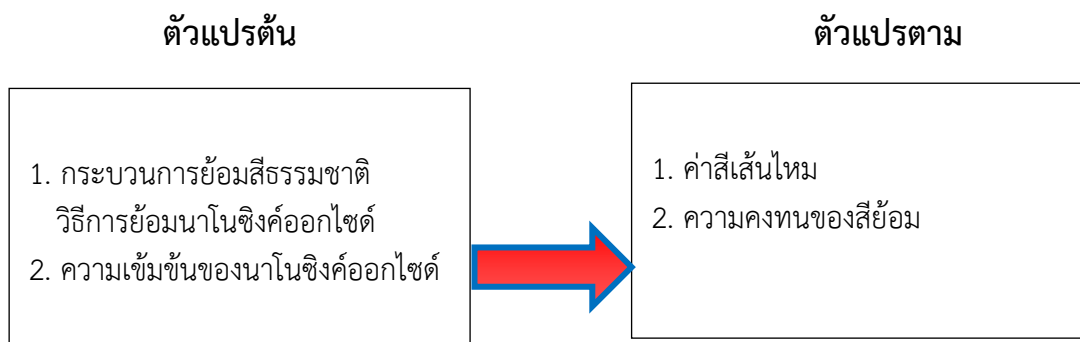 ตัวแปรต้น
1. กระบวนการย้อมสีธรรมชาติ
วิธีการย้อมนาโนซิงค์ออกไซด์
2. ความเข้มข้นของนาโนซิงค์ออกไซด์
ตัวแปรตาม
1. ค่าสีเส้นไหม
2. ความคงทนของสีย้อม